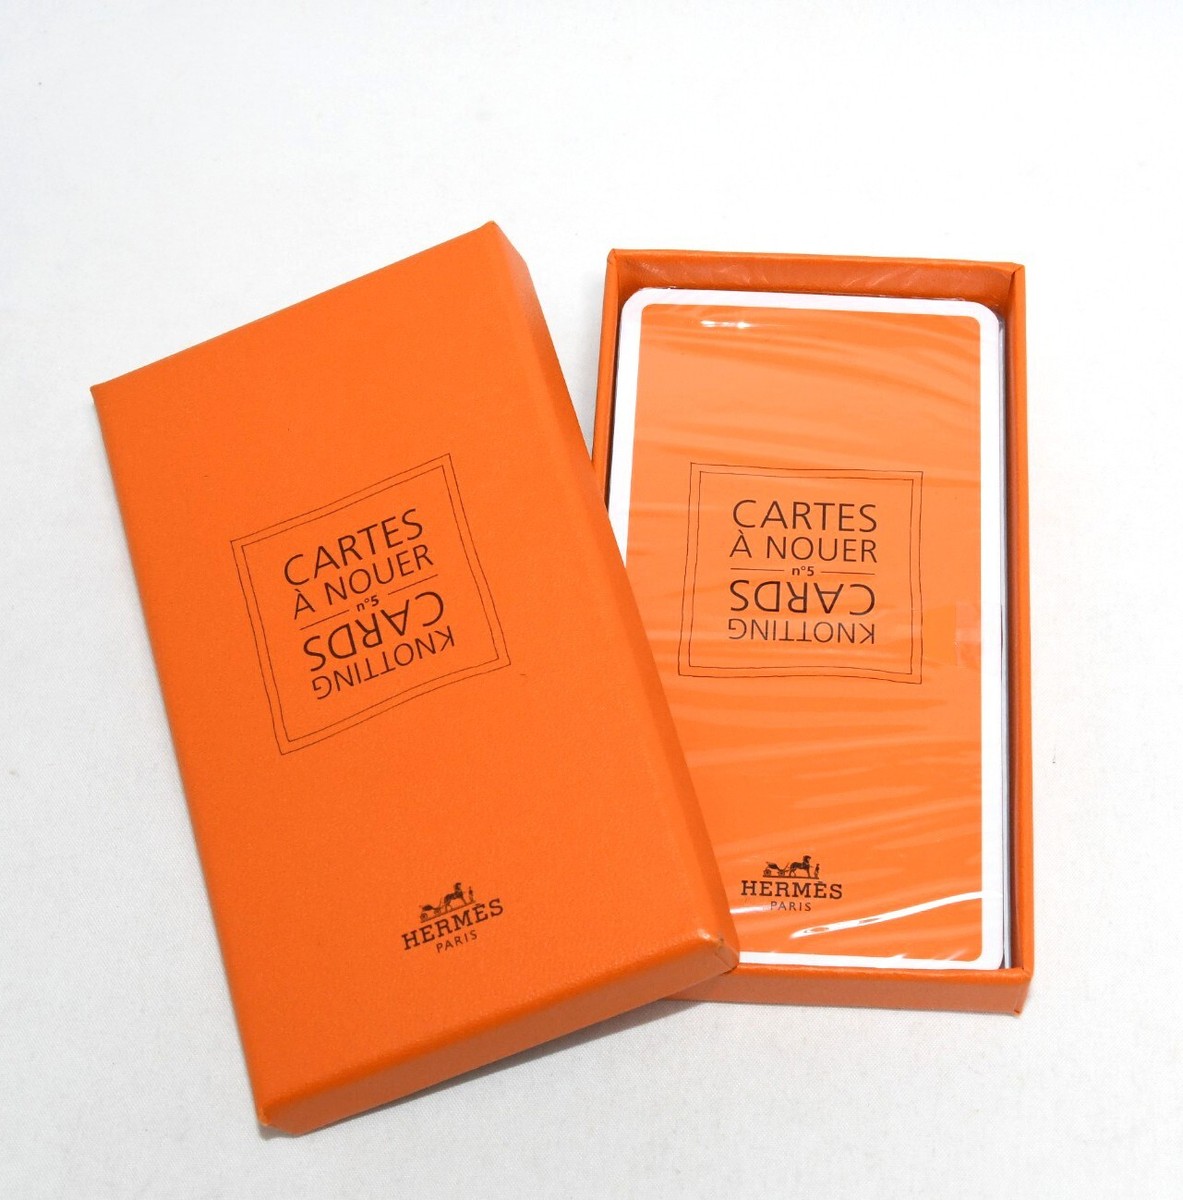 CARTES
À NOUER
n°5
KNOTTING
CARDS
HERMÈS
PARIS
CARTES
À NOUER
n°5
KNOTTING
CARDS
HERMÈS
PARIS